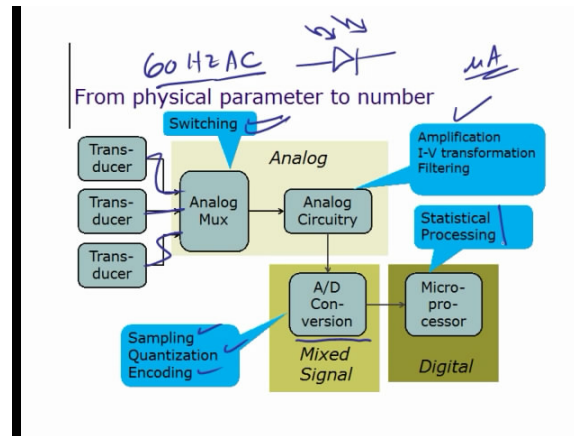 60 HZ AC
μA
From physical parameter to number
Switching
Amplification
I-V transformation
Filtering
Analog
Trans-
ducer
Trans-
ducer
Trans-
ducer
Analog
Mux
Analog
Circuitry
Statistical
Processing
A/D
Con-
version
Micro-
pro-
cessor
Sampling
Quantization
Encoding
Mixed
Signal
Digital